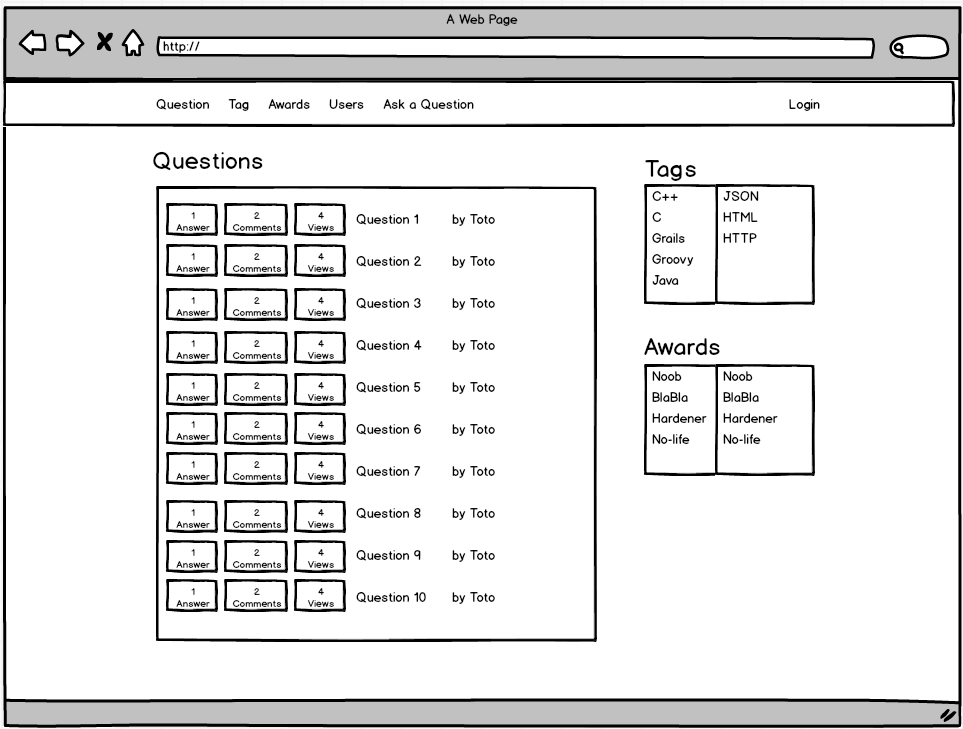 A Web Page
http://
Question Tag Awards Users Ask a Question Login
Questions
1 Answer 2 Comments 4 Views Question 1 by Toto
1 Answer 2 Comments 4 Views Question 2 by Toto
1 Answer 2 Comments 4 Views Question 3 by Toto
1 Answer 2 Comments 4 Views Question 4 by Toto
1 Answer 2 Comments 4 Views Question 5 by Toto
1 Answer 2 Comments 4 Views Question 6 by Toto
1 Answer 2 Comments 4 Views Question 7 by Toto
1 Answer 2 Comments 4 Views Question 8 by Toto
1 Answer 2 Comments 4 Views Question 9 by Toto
1 Answer 2 Comments 4 Views Question 10 by Toto
Tags
C++ JSON
C HTML
Grails HTTP
Groovy
Java
Awards
Noob Noob
BlaBla BlaBla
Hardener Hardener
No-life No-life